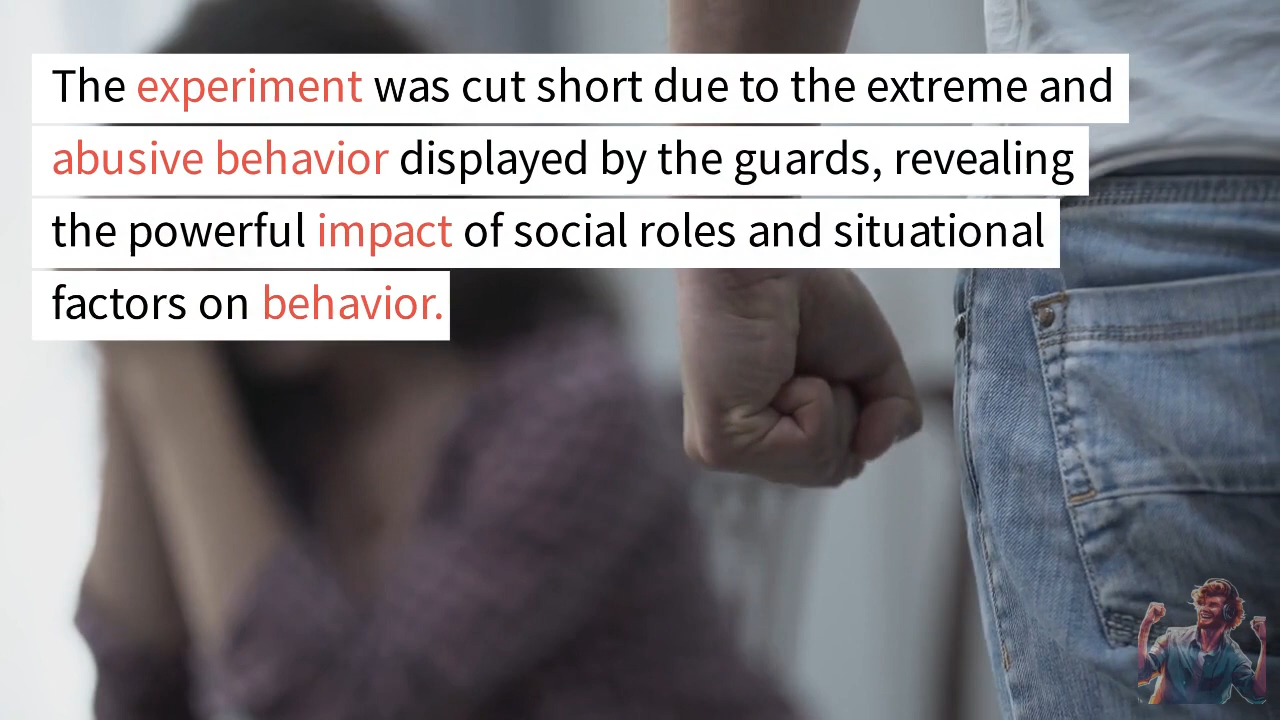 The experiment was cut short due to the extreme and
abusive behavior displayed by the guards, revealing
the powerful impact of social roles and situational
factors on behavior.